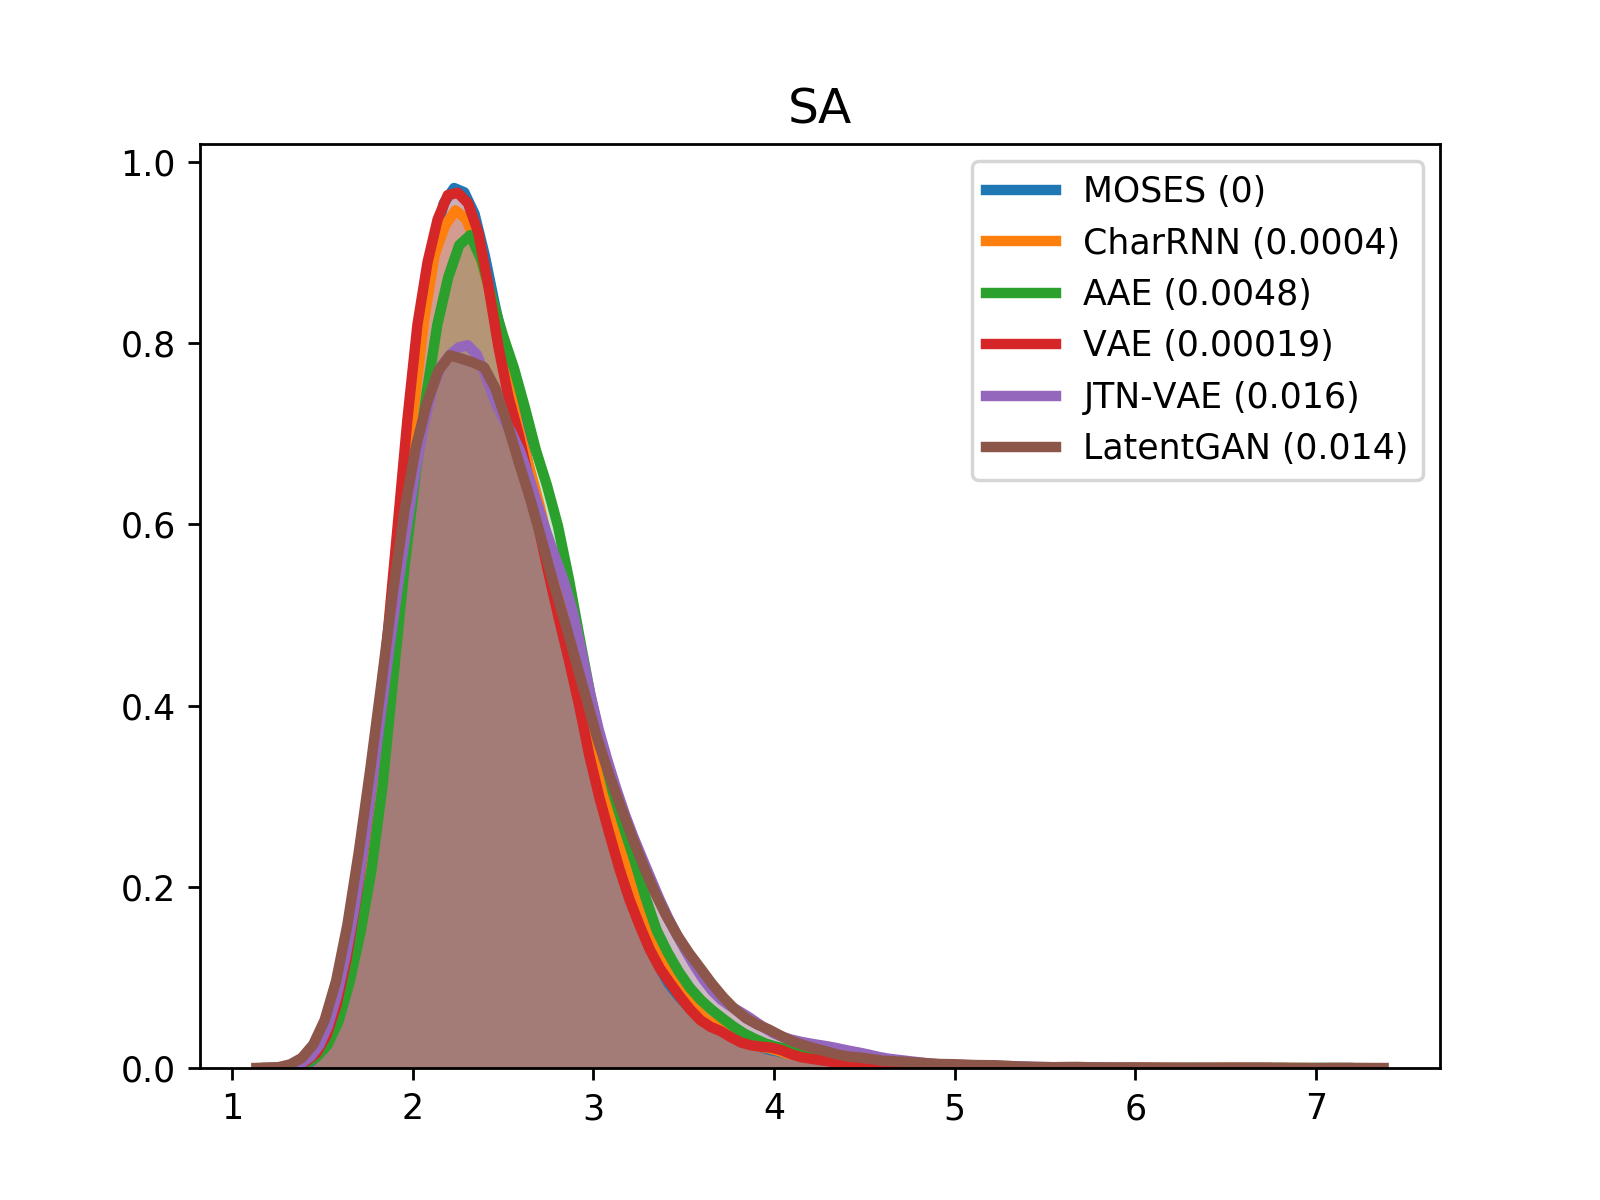 SA
1.0
0.8
0.6
0.4
0.2
0.0
1 2 3 4 5 6 7
MOSES (0)
CharRNN (0.0004)
AAE (0.0048)
VAE (0.00019)
JTN-VAE (0.016)
LatentGAN (0.014)